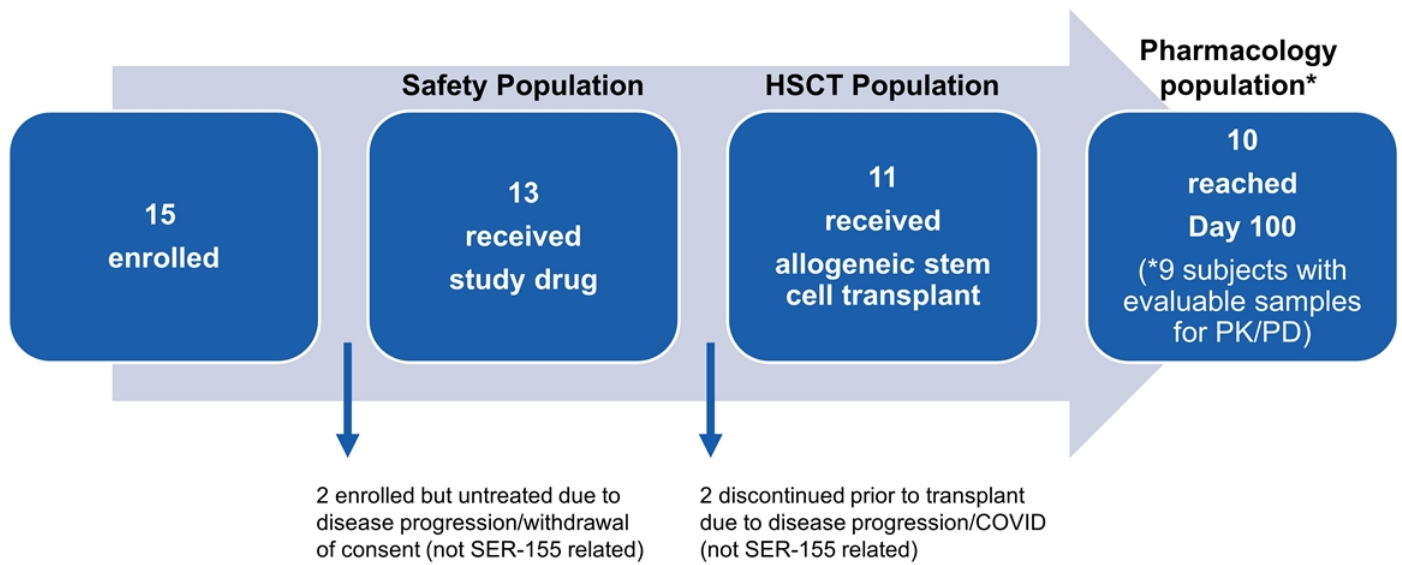 15
enrolled
Safety Population
13
received
study drug
HSCT Population
11
received
allogeneic stem
cell transplant
Pharmacology
population*
10
reached
Day 100
(*9 subjects with
evaluable samples
for PK/PD)
2 enrolled but untreated due to
disease progression/withdrawal
of consent (not SER-155 related)
2 discontinued prior to transplant
due to disease progression/COVID
(not SER-155 related)